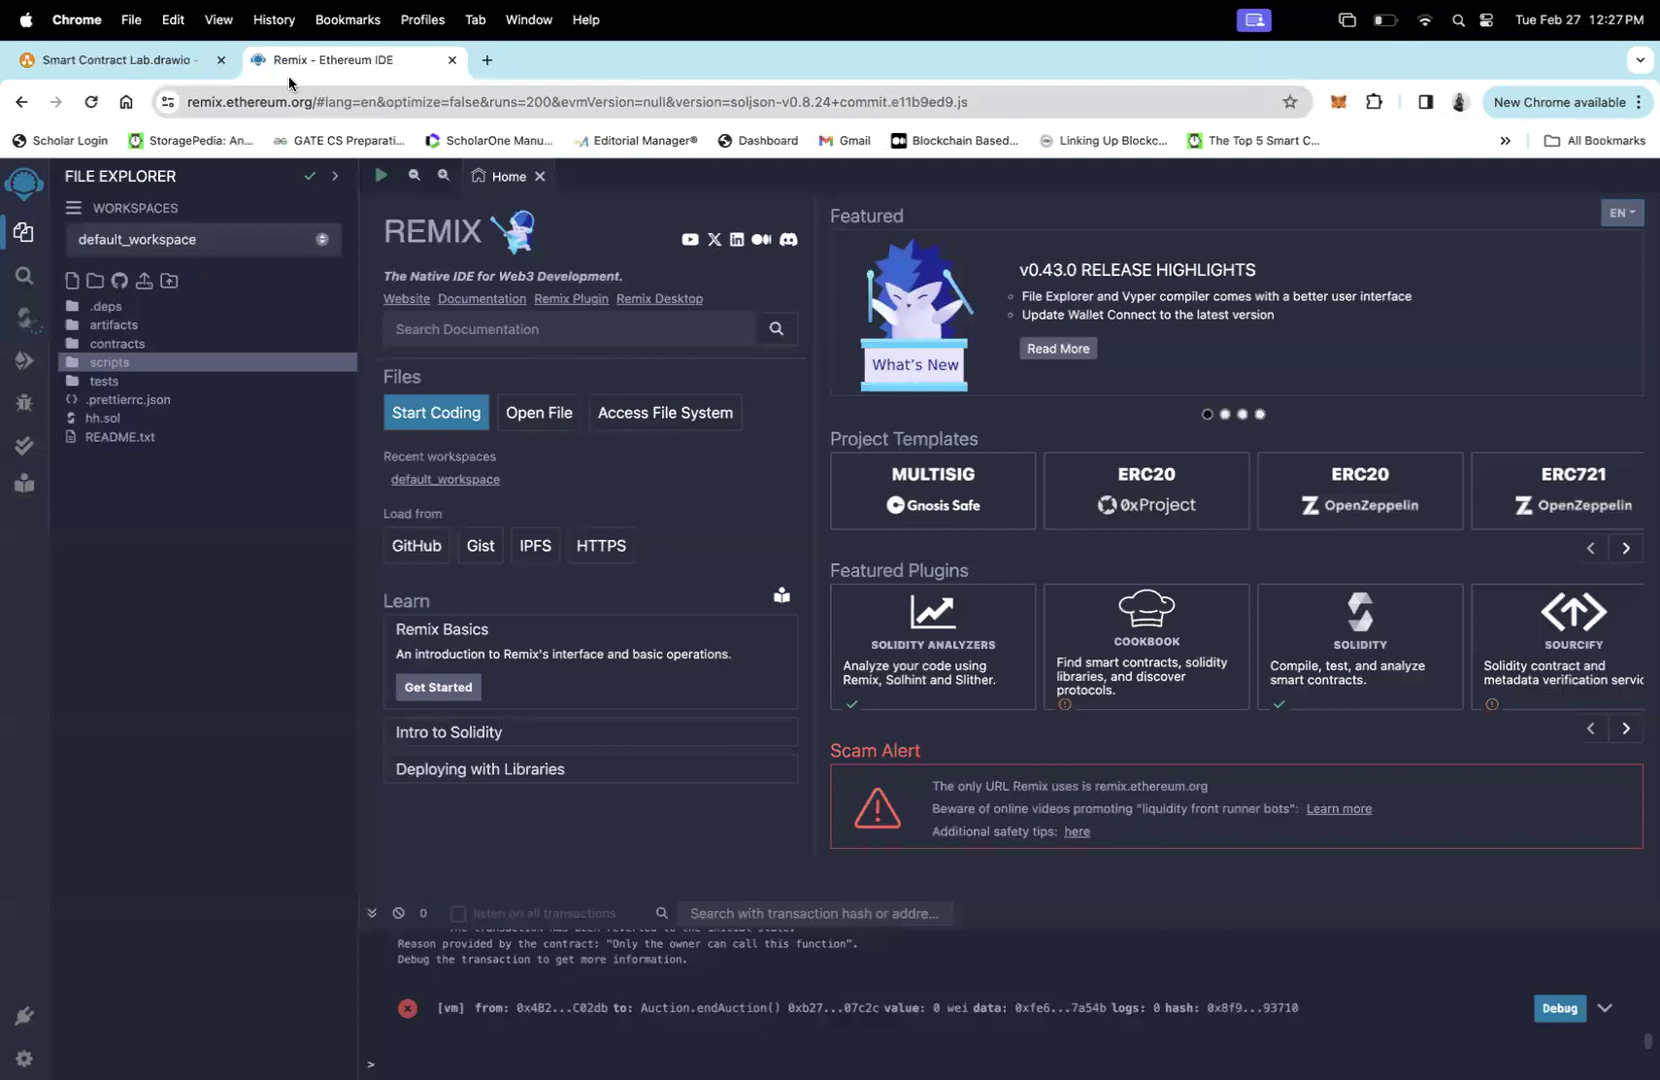 Chrome File Edit View History Bookmarks Profiles Tab Window Help Tue Feb 27 12:27 PM
Smart Contract Lab.drawio - Remix - Ethereum IDE
remix.ethereum.org/#lang=en&optimize=false&runs=200&evmVersion=null&version=soljson-v0.8.24+commit.e11b9ed9.js New Chrome available
Scholar Login StoragePedia: An... GATE CS Preparati... ScholarOne Manu... Editorial Manager® Dashboard Gmail Blockchain Based... Linking Up Blockc... The Top 5 Smart C... » All Bookmarks
FILE EXPLORER
WORKSPACES
default_workspace
.deps
artifacts
contracts
scripts
tests
.prettierrc.json
hh.sol
README.txt
Home
REMIX
The Native IDE for Web3 Development.
Website Documentation Remix Plugin Remix Desktop
Search Documentation
Files
Start Coding Open File Access File System
Recent workspaces
default_workspace
Load from
GitHub Gist IPFS HTTPS
Learn
Remix Basics
An introduction to Remix's interface and basic operations.
Get Started
Intro to Solidity
Deploying with Libraries
Featured
EN
What's New
v0.43.0 RELEASE HIGHLIGHTS
File Explorer and Vyper compiler comes with a better user interface
Update Wallet Connect to the latest version
Read More
Project Templates
MULTISIG
Gnosis Safe
ERC20
0xProject
ERC20
OpenZeppelin
ERC721
OpenZeppelin
Featured Plugins
SOLIDITY ANALYZERS
Analyze your code using
Remix, Solhint and Slither.
COOKBOOK
Find smart contracts, solidity
libraries, and discover
protocols.
SOLIDITY
Compile, test, and analyze
smart contracts.
SOURCIFY
Solidity contract and
metadata verification servic
Scam Alert
The only URL Remix uses is remix.ethereum.org
Beware of online videos promoting "liquidity front runner bots": Learn more
Additional safety tips: here
0 listen on all transactions Search with transaction hash or addre...
The transaction has been reverted to the initial state.
Reason provided by the contract: "Only the owner can call this function".
Debug the transaction to get more information.
[vm] from: 0x4B2...C02db to: Auction.endAuction() 0xb27...07c2c value: 0 wei data: 0xfe6...7a54b logs: 0 hash: 0x8f9...93710
Debug
>